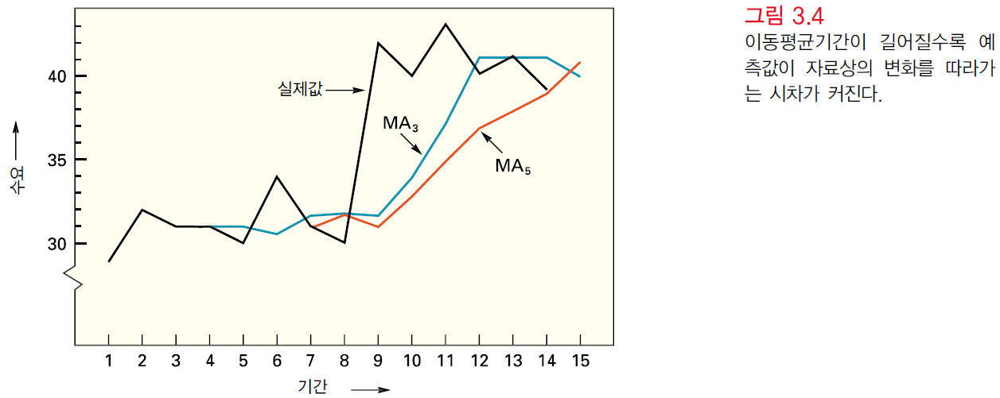 그림 3.4
이동평균기간이 길어질수록 예
측값이 자료상의 변화를 따라가
는 시차가 커진다.
수요
40
35
30
실제값
MA₃
MA₅
1 2 3 4 5 6 7 8 9 10 11 12 13 14 15
기간